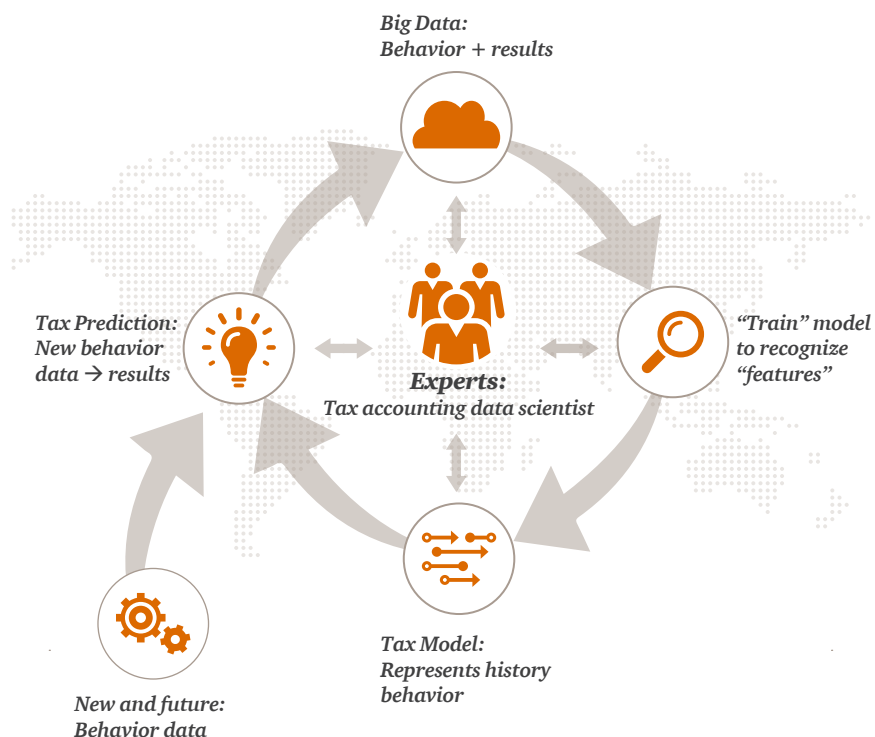 Big Data:
Behavior + results
Tax Prediction:
New behavior
data → results
“Train” model
to recognize
“features”
Experts:
Tax accounting data scientist
Tax Model:
Represents history
behavior
New and future:
Behavior data